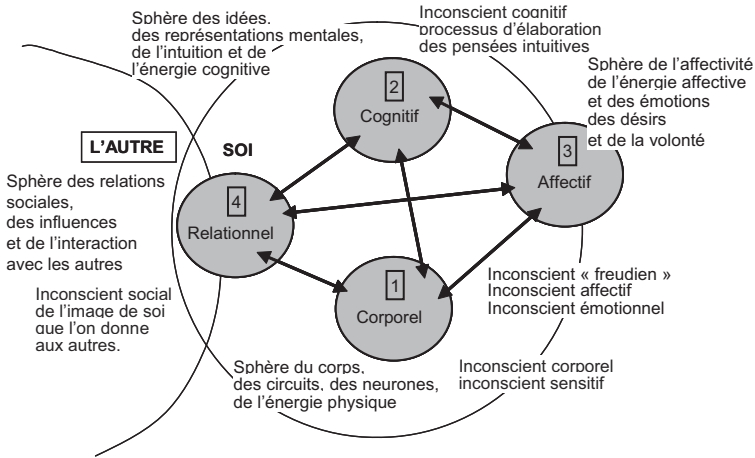 Sphère des idées,
des représentations mentales,
de l'intuition et de
l'énergie cognitive
Inconscient cognitif
processus d'élaboration
des pensées intuitives
Sphère de l'affectivité
de l'énergie affective
et des émotions
des désirs
et de la volonté
2
Cognitif
3
Affectif
L'AUTRE
SOI
4
Relationnel
Sphère des relations
sociales,
des influences
et de l'interaction
avec les autres
Inconscient social
de l'image de soi
que l'on donne
aux autres.
1
Corporel
Inconscient « freudien »
Inconscient affectif
Inconscient émotionnel
Sphère du corps,
des circuits, des neurones,
de l'énergie physique
Inconscient corporel
inconscient sensitif